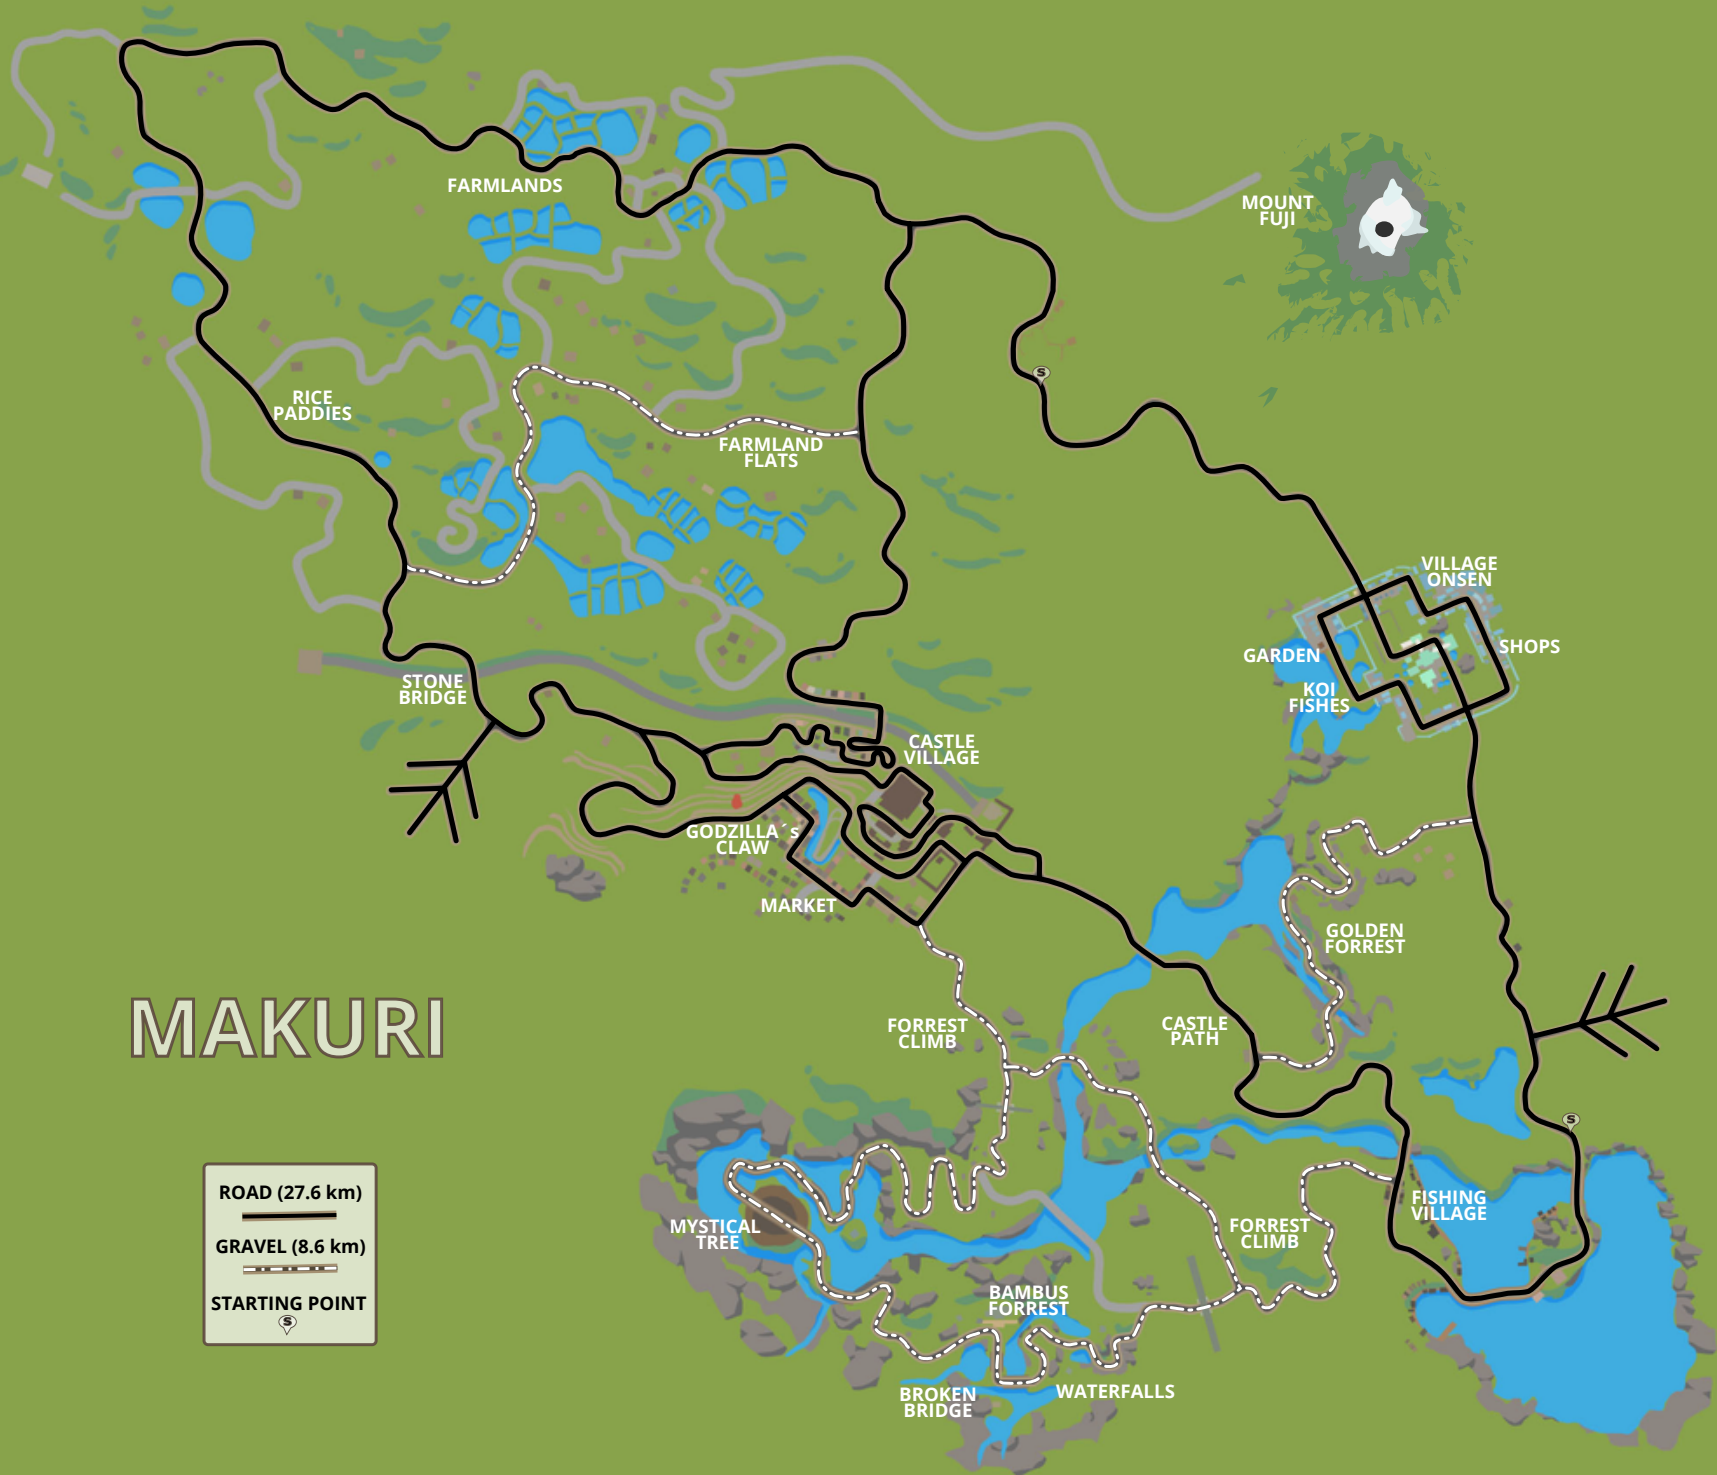 FARMLANDS
MOUNT
FUJI
RICE
PADDIES
FARMLAND
FLATS
S
VILLAGE
ONSEN
SHOPS
GARDEN
KOI
FISHES
STONE
BRIDGE
CASTLE
VILLAGE
GODZILLA´s
CLAW
MARKET
GOLDEN
FORREST
MAKURI
FORREST
CLIMB
CASTLE
PATH
S
ROAD (27.6 km)
GRAVEL (8.6 km)
STARTING POINT
S
MYSTICAL
TREE
FORREST
CLIMB
FISHING
VILLAGE
BAMBUS
FORREST
BROKEN
BRIDGE
WATERFALLS